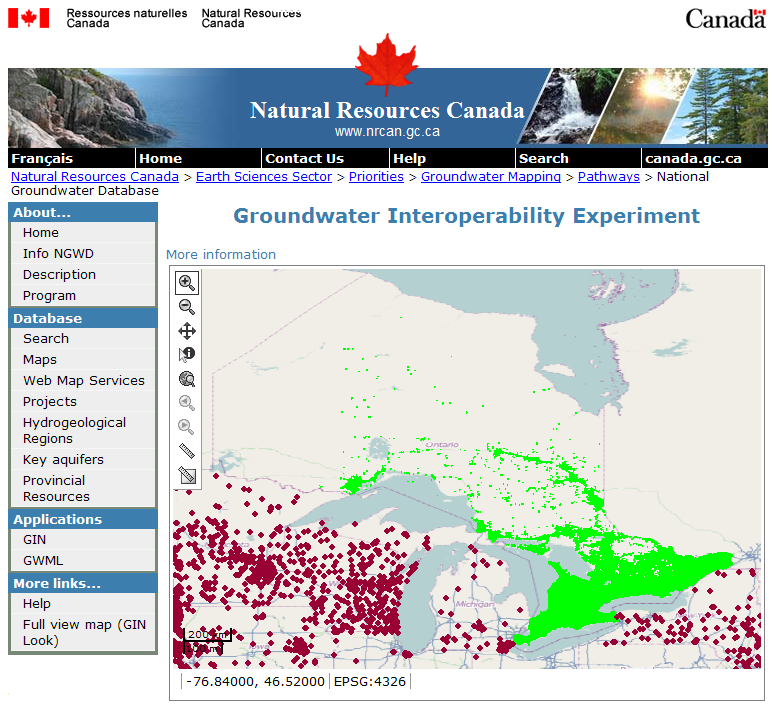 Ressources naturelles Natural Resources
Canada Canada
Canada
Natural Resources Canada
www.nrcan.gc.ca
Français Home Contact Us Help Search canada.gc.ca
Natural Resources Canada > Earth Sciences Sector > Priorities > Groundwater Mapping > Pathways > National
Groundwater Database
About...
Home
Info NGWD
Description
Program
Database
Search
Maps
Web Map Services
Projects
Hydrogeological
Regions
Key aquifers
Provincial
Resources
Applications
GIN
GWML
More links...
Help
Full view map (GIN
Look)
Groundwater Interoperability Experiment
More information
Ontario
Michigan
200 km
-76.84000, 46.52000 EPSG:4326